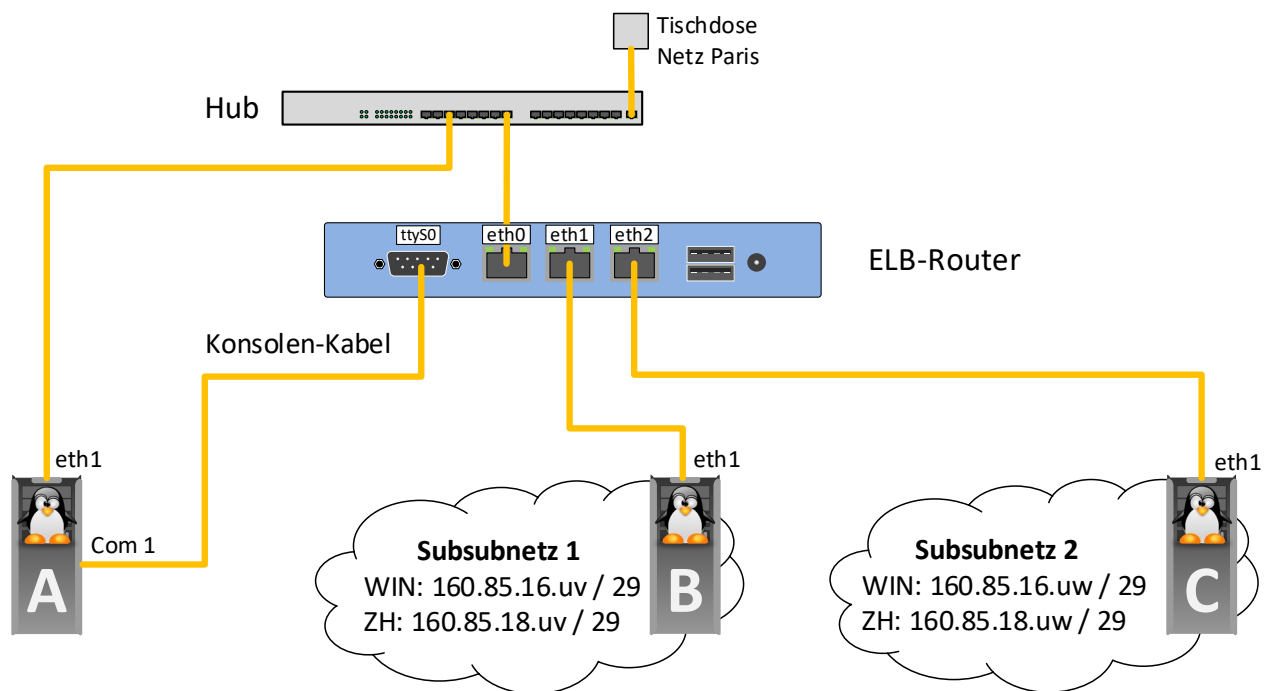 Tischdose
Netz Paris
Hub
ttyS0
eth0
eth1
eth2
ELB-Router
Konsolen-Kabel
eth1
eth1
eth1
Com 1
A
Subsubnetz 1
WIN: 160.85.16.uv / 29
ZH: 160.85.18.uv / 29
B
Subsubnetz 2
WIN: 160.85.16.uw / 29
ZH: 160.85.18.uw / 29
C